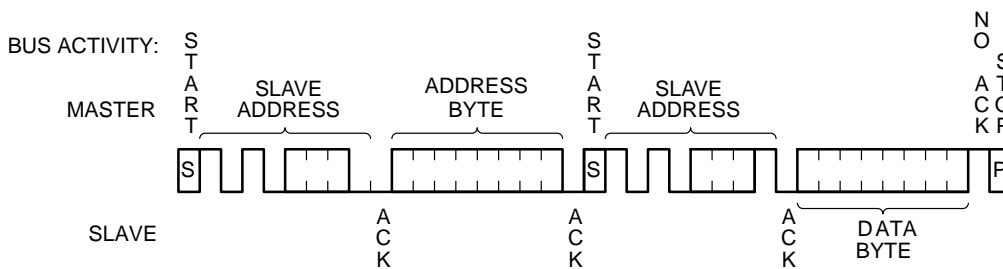 BUS ACTIVITY:
MASTER
START
SLAVE
ADDRESS
ADDRESS
BYTE
START
SLAVE
ADDRESS
NO ACK
STOP
S
S
P
SLAVE
ACK
ACK
ACK
DATA
BYTE